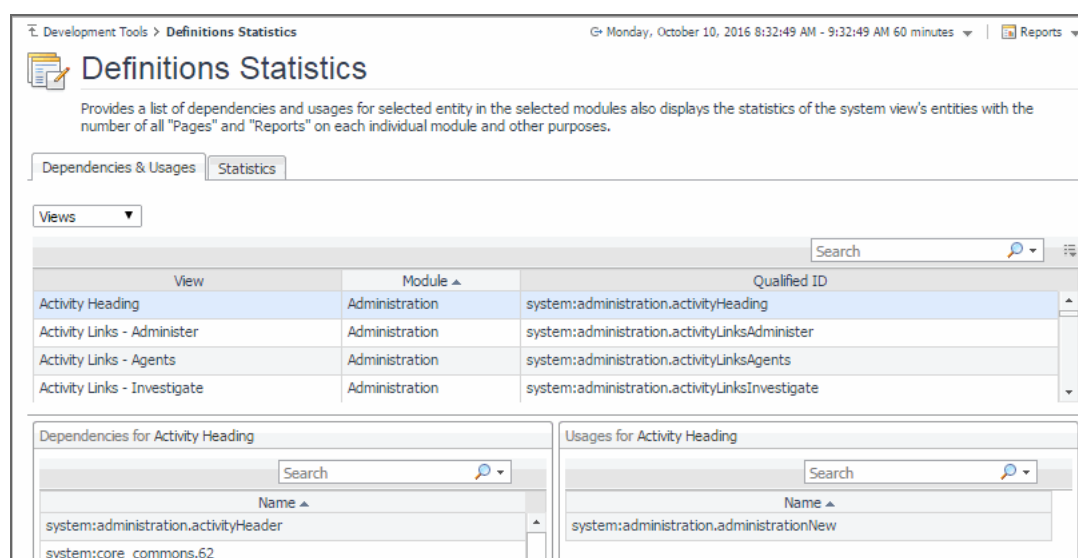 Development Tools > Definitions Statistics
Monday, October 10, 2016 8:32:49 AM - 9:32:49 AM 60 minutes | Reports
Definitions Statistics
Provides a list of dependencies and usages for selected entity in the selected modules also displays the statistics of the system view's entities with the
number of all "Pages" and "Reports" on each individual module and other purposes.
Dependencies & Usages Statistics
Views
Search
View Module Qualified ID
Activity Heading Administration system:administration.activityHeading
Activity Links - Administer Administration system:administration.activityLinksAdminister
Activity Links - Agents Administration system:administration.activityLinksAgents
Activity Links - Investigate Administration system:administration.activityLinksInvestigate
Dependencies for Activity Heading
Search
Name
system:administration.activityHeader
system:core_commons.62
Usages for Activity Heading
Search
Name
system:administration.administrationNew